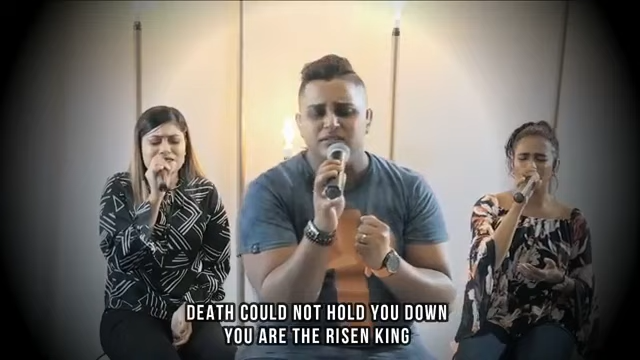 DEATH COULD NOT HOLD YOU DOWN
YOU ARE THE RISEN KING